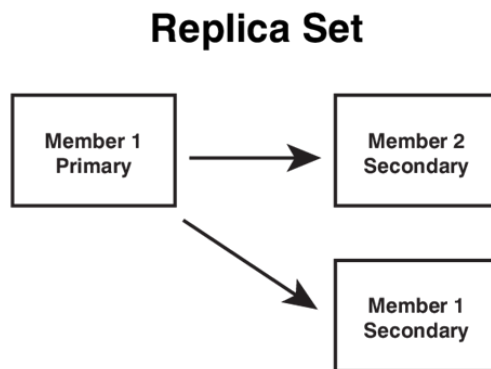 Replica Set
Member 1
Primary
Member 2
Secondary
Member 1
Secondary